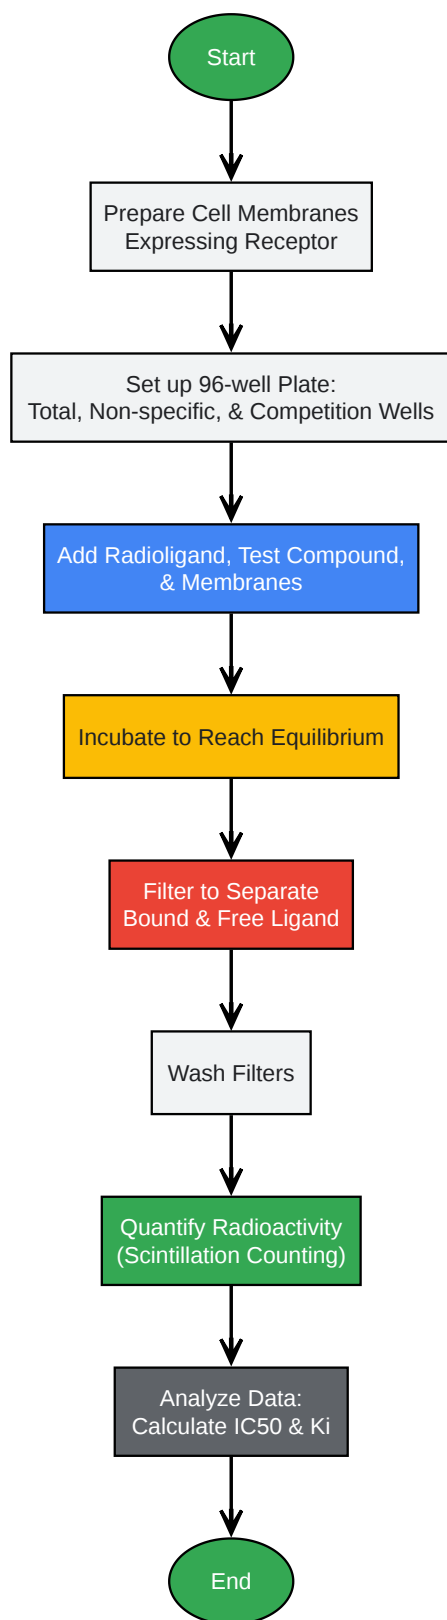 Start
Prepare Cell Membranes
Expressing Receptor
Set up 96-well Plate:
Total, Non-specific, & Competition Wells
Add Radioligand, Test Compound,
& Membranes
Incubate to Reach Equilibrium
Filter to Separate
Bound & Free Ligand
Wash Filters
Quantify Radioactivity
(Scintillation Counting)
Analyze Data:
Calculate IC50 & Ki
End